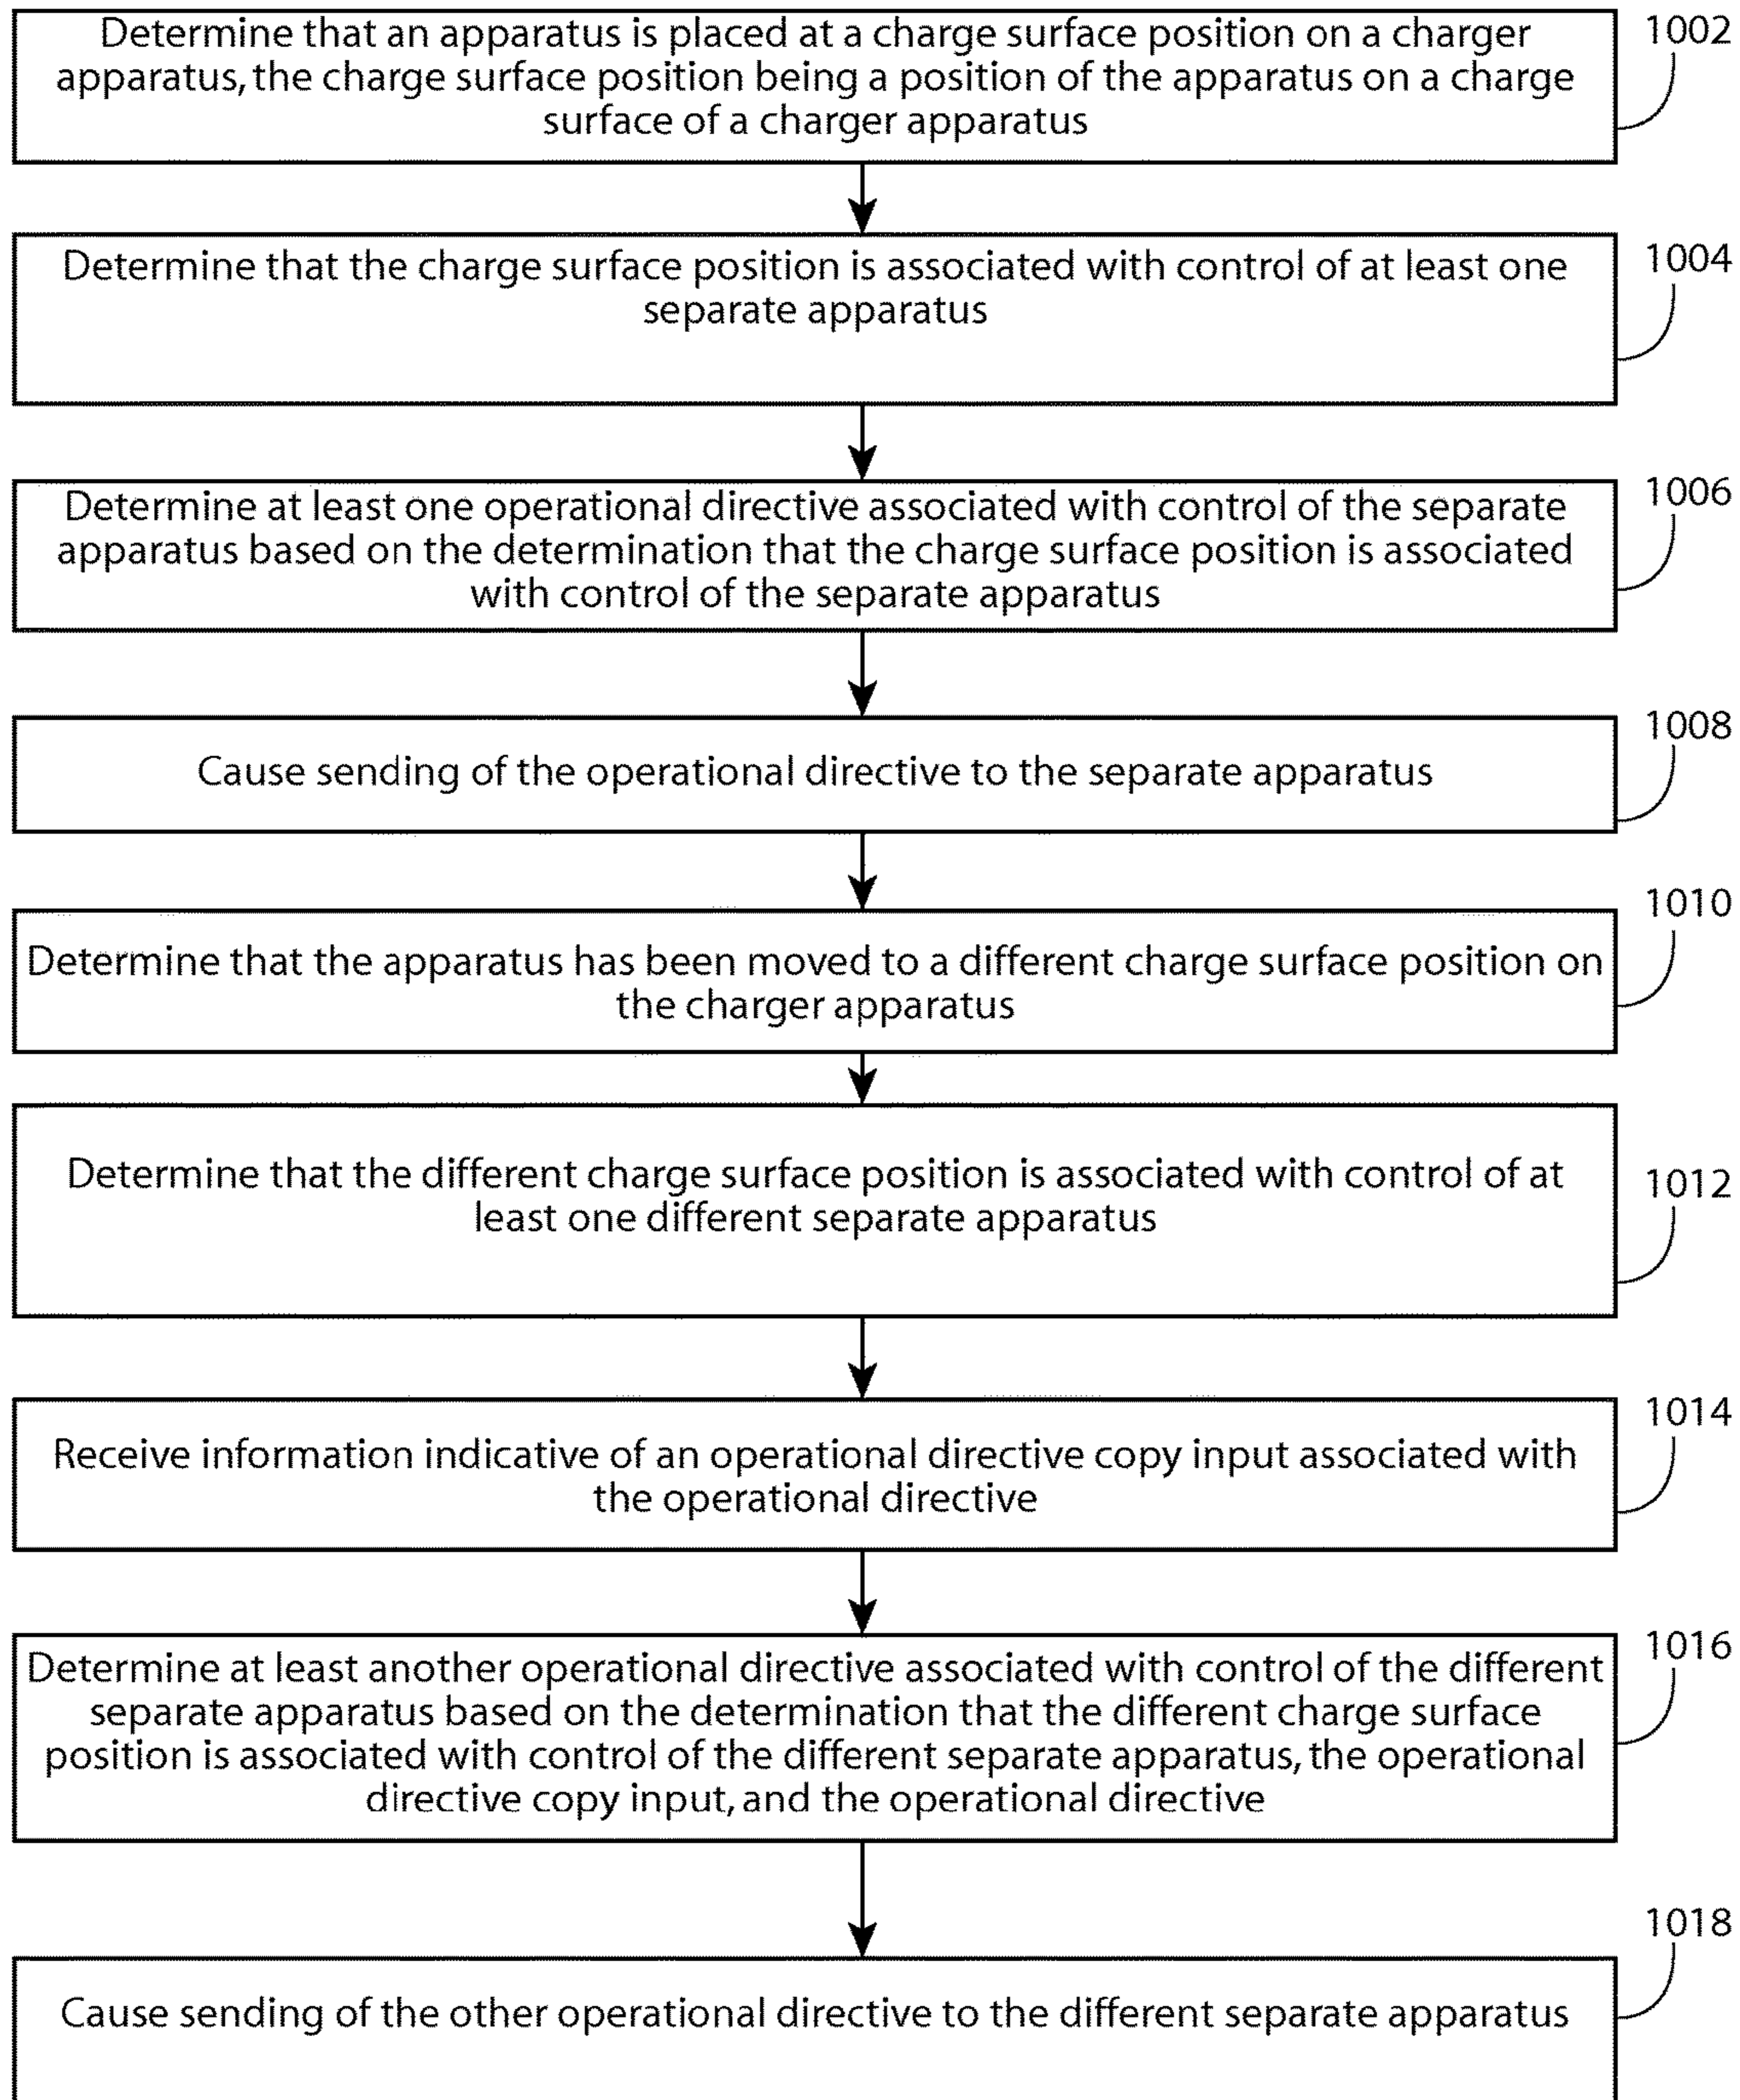 Determine that an apparatus is placed at a charge surface position on a charger
apparatus, the charge surface position being a position of the apparatus on a charge
surface of a charger apparatus
1002
Determine that the charge surface position is associated with control of at least one
separate apparatus
1004
Determine at least one operational directive associated with control of the separate
apparatus based on the determination that the charge surface position is associated
with control of the separate apparatus
1006
Cause sending of the operational directive to the separate apparatus
1008
Determine that the apparatus has been moved to a different charge surface position on
the charger apparatus
1010
Determine that the different charge surface position is associated with control of at
least one different separate apparatus
1012
Receive information indicative of an operational directive copy input associated with
the operational directive
1014
Determine at least another operational directive associated with control of the different
separate apparatus based on the determination that the different charge surface
position is associated with control of the different separate apparatus, the operational
directive copy input, and the operational directive
1016
Cause sending of the other operational directive to the different separate apparatus
1018